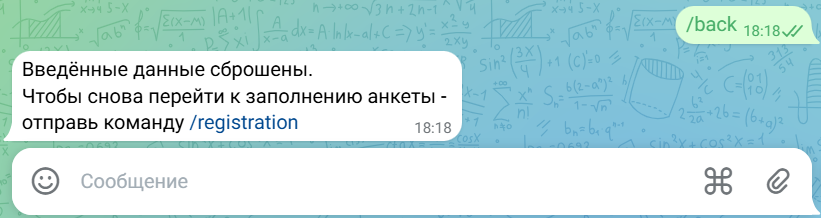 /back 18:18
Введённые данные сброшены.
Чтобы снова перейти к заполнению анкеты -
отправь команду /registration 18:18
Сообщение